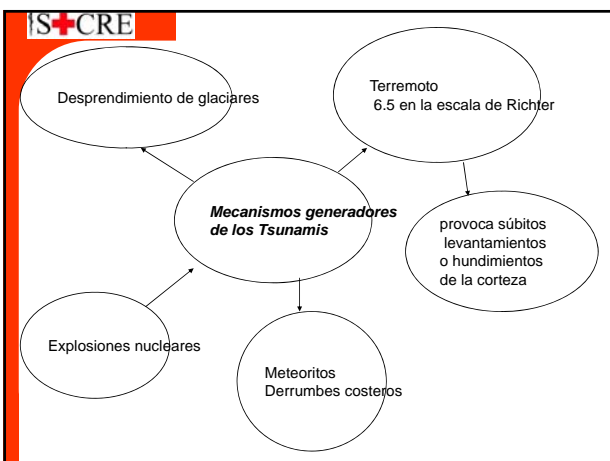 S+CRE
Desprendimiento de glaciares
Terremoto
6.5 en la escala de Richter
Mecanismos generadores
de los Tsunamis
provoca súbitos
levantamientos
o hundimientos
de la corteza
Explosiones nucleares
Meteoritos
Derrumbes costeros